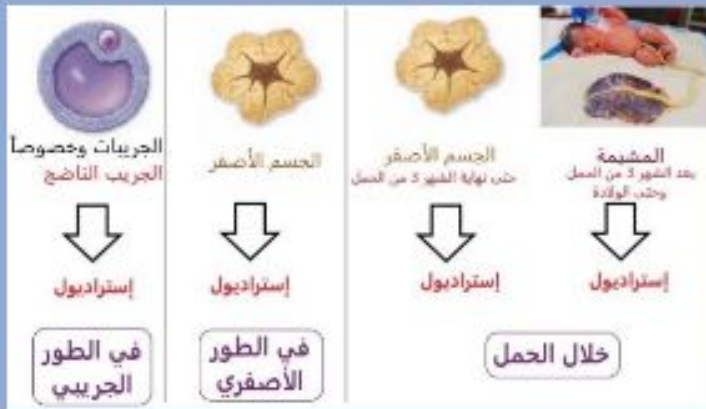 المشيمة
بعد الشهر 3 من الحمل
وحتى الولادة
إستراديول
الجسم الأصفر
حتى نهاية الشهر 3 من الحمل
إستراديول
خلال الحمل
الجسم الأصفر
إستراديول
في الطور
الأصفري
الجريبات وخصوصاً
الجريب الناضج
إستراديول
في الطور
الجريبي